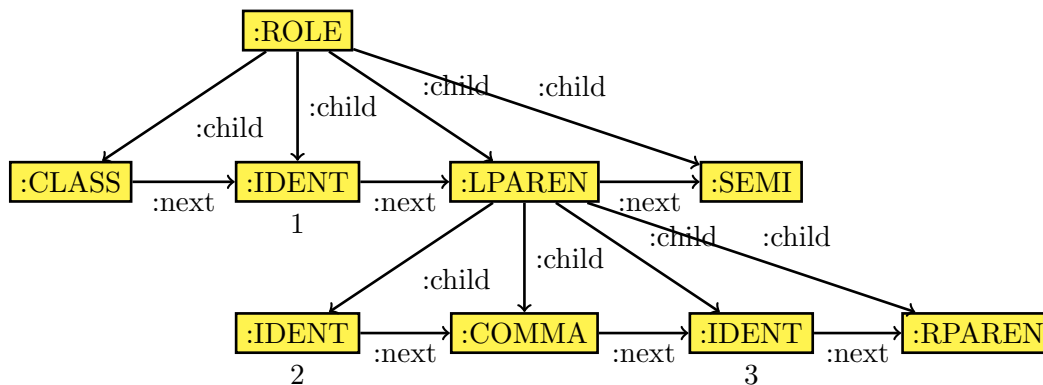 :ROLE
:child :child
:child
:child
:CLASS :IDENT :LPAREN :SEMI
:next :next :next
1
:child :child
:child
:child
:IDENT :COMMA :IDENT :RPAREN
:next :next :next
2 3